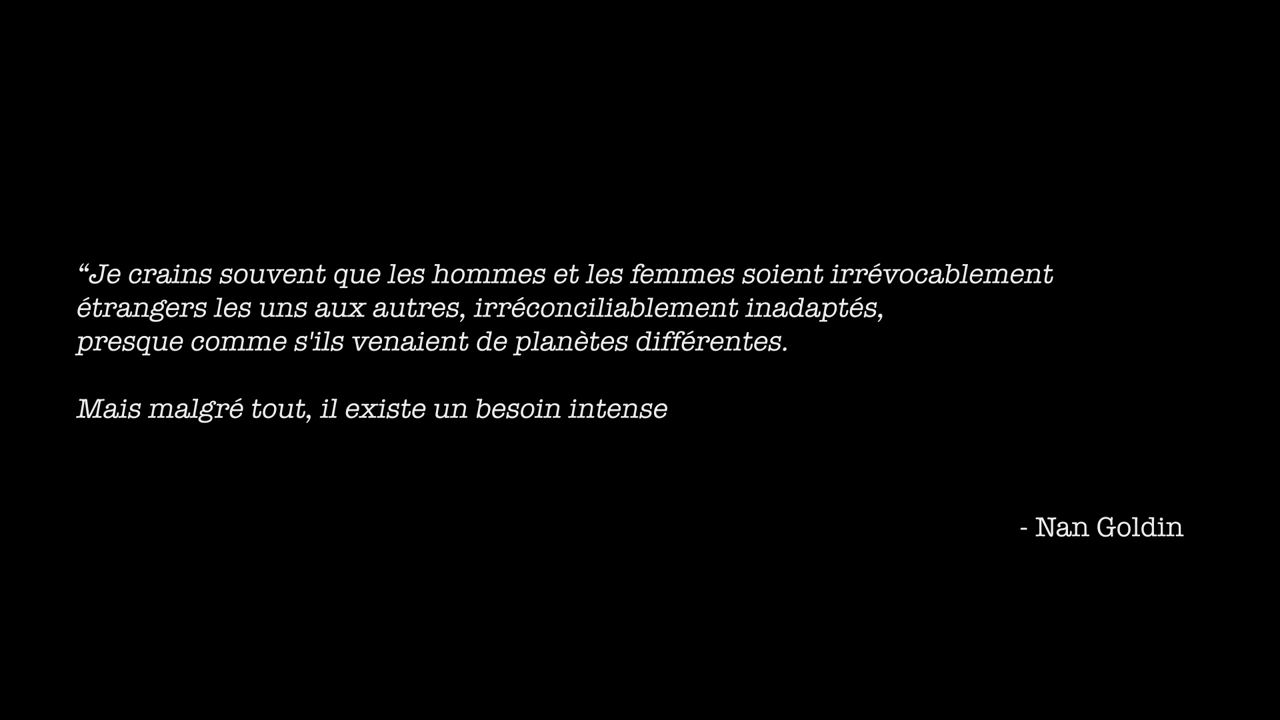 “Je crains souvent que les hommes et les femmes soient irrévocablement
étrangers les uns aux autres, irréconciliablement inadaptés,
presque comme s'ils venaient de planètes différentes.
Mais malgré tout, il existe un besoin intense
- Nan Goldin